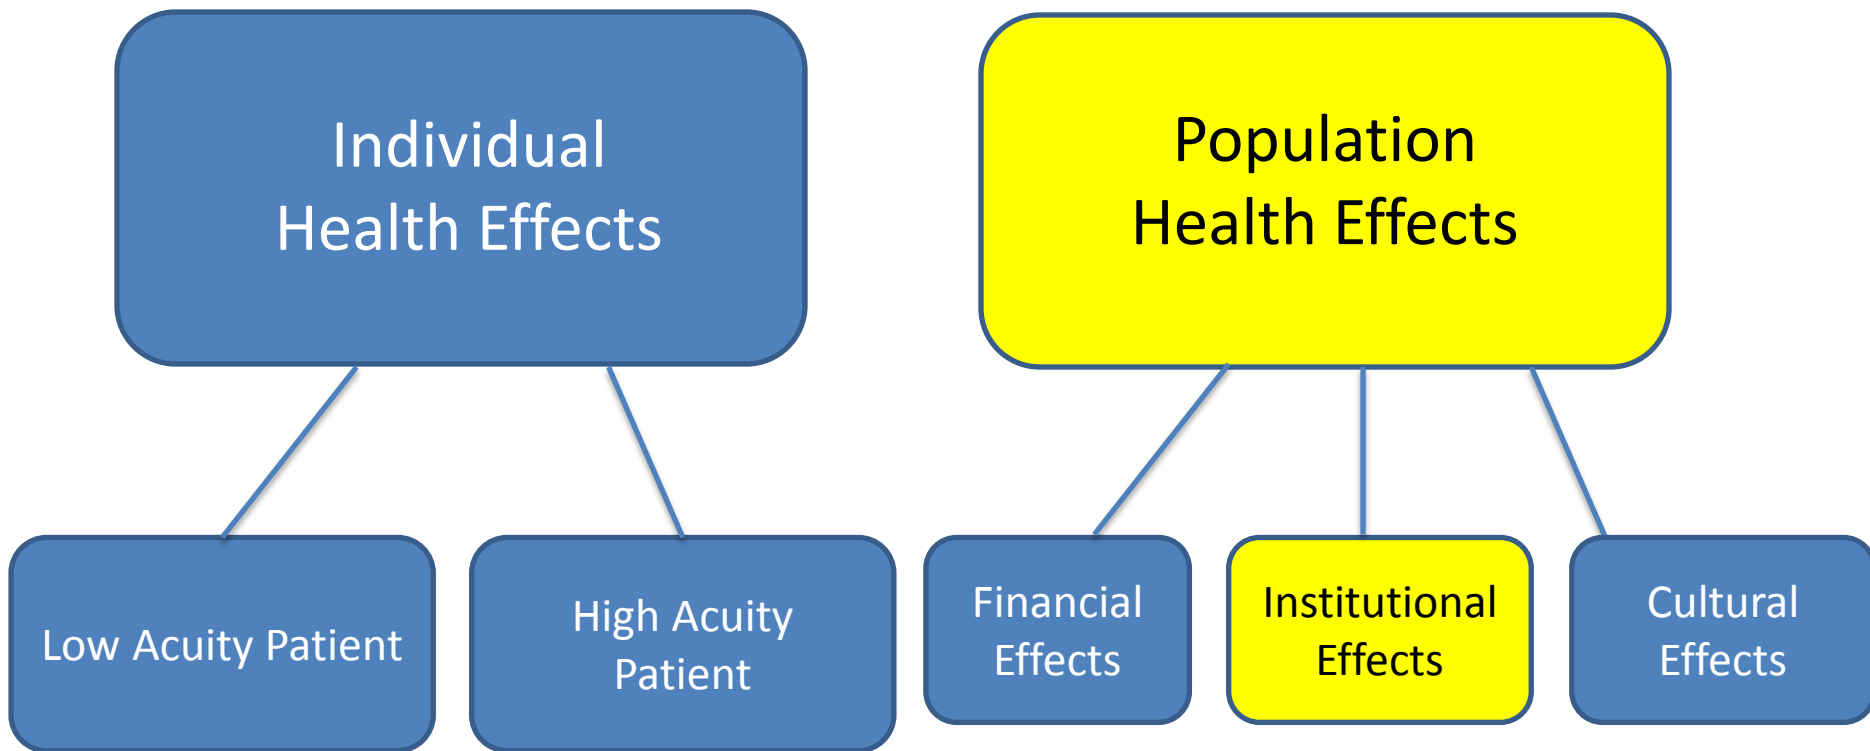 Individual
Health Effects
Population
Health Effects
Low Acuity Patient
High Acuity
Patient
Financial
Effects
Institutional
Effects
Cultural
Effects